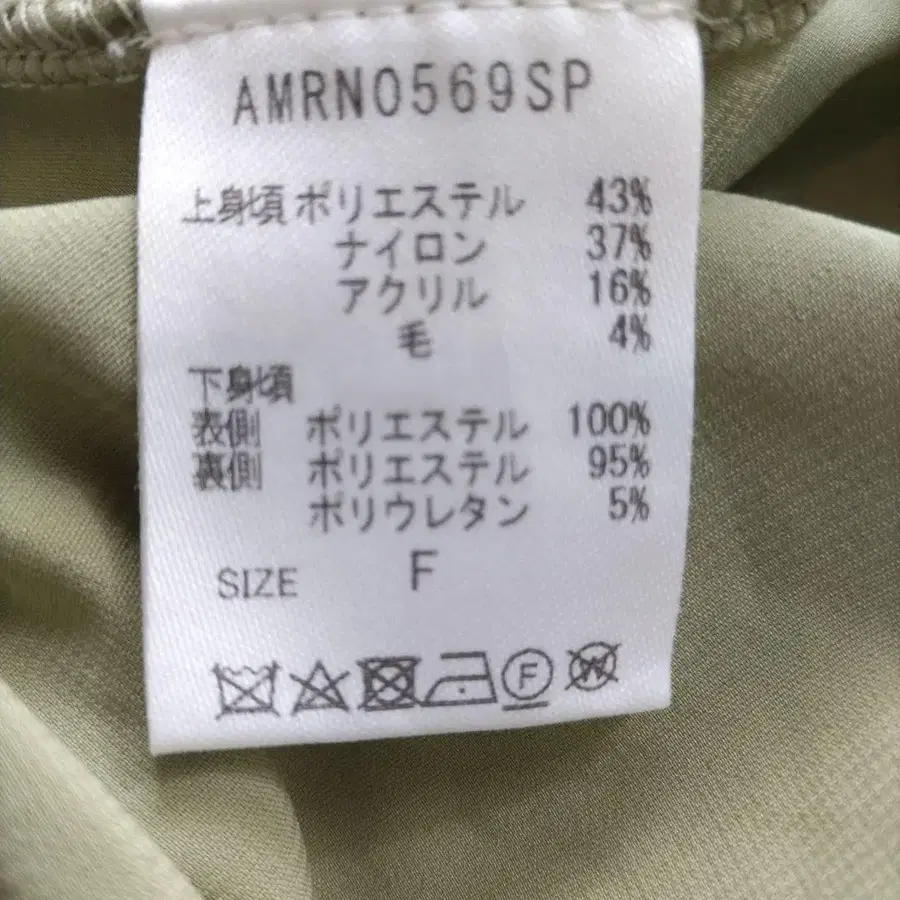 AMRN0569SP
上身頃 ポリエステル 43%
ナイロン 37%
アクリル 16%
毛 4%
下身頃
表側 ポリエステル 100%
裏側 ポリエステル 95%
ポリウレタン 5%
SIZE F
F W